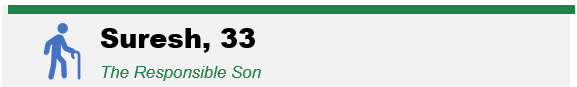 Suresh, 33
The Responsible Son